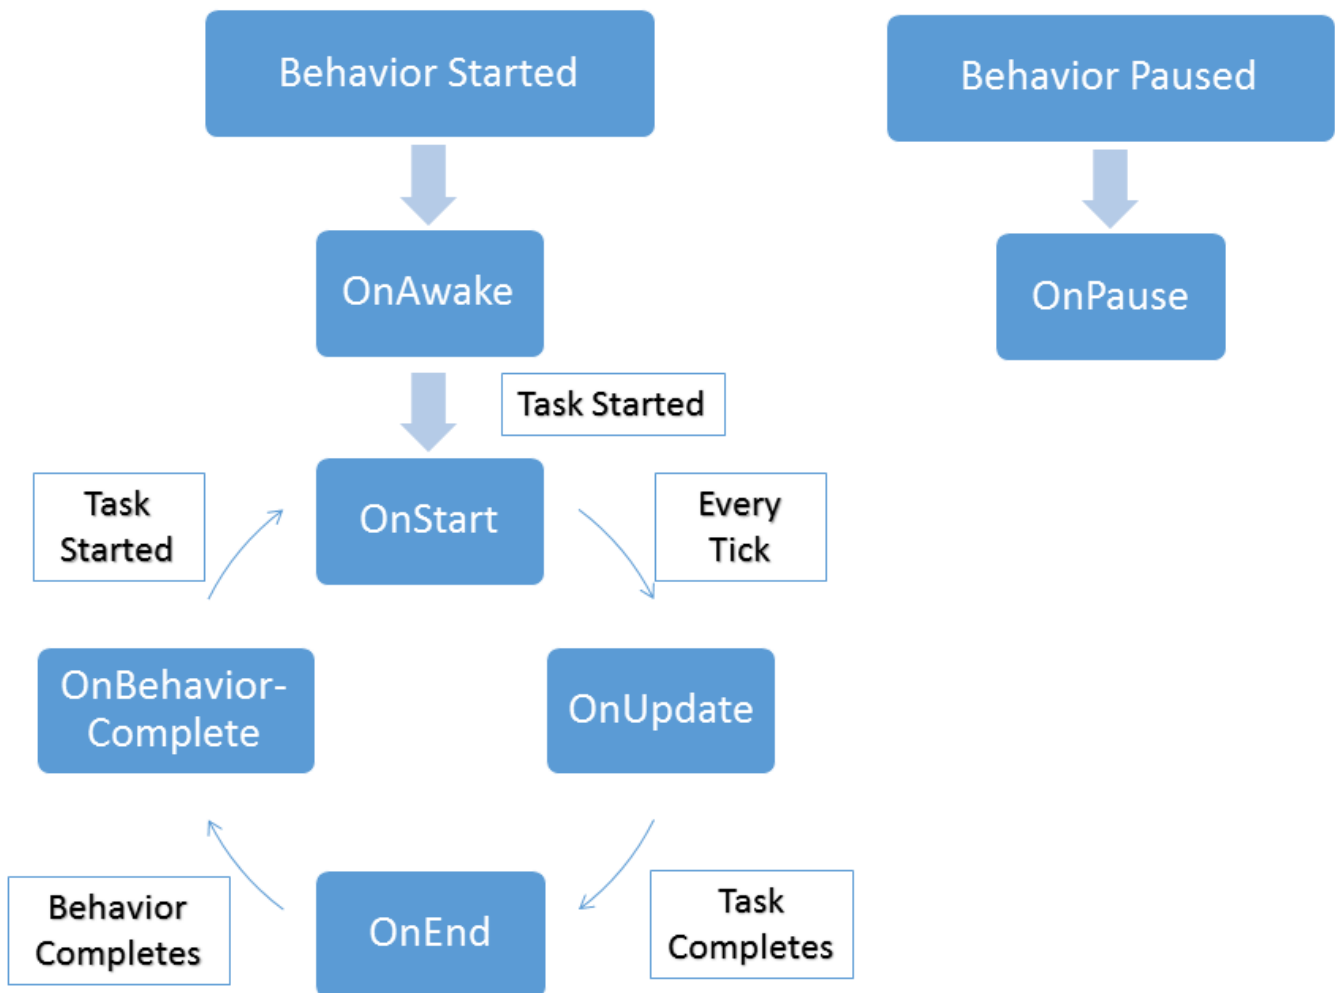 Behavior Started
Behavior Paused
OnAwake
OnPause
Task Started
Task
Started
OnStart
Every
Tick
OnBehavior-
Complete
OnUpdate
Behavior
Completes
OnEnd
Task
Completes